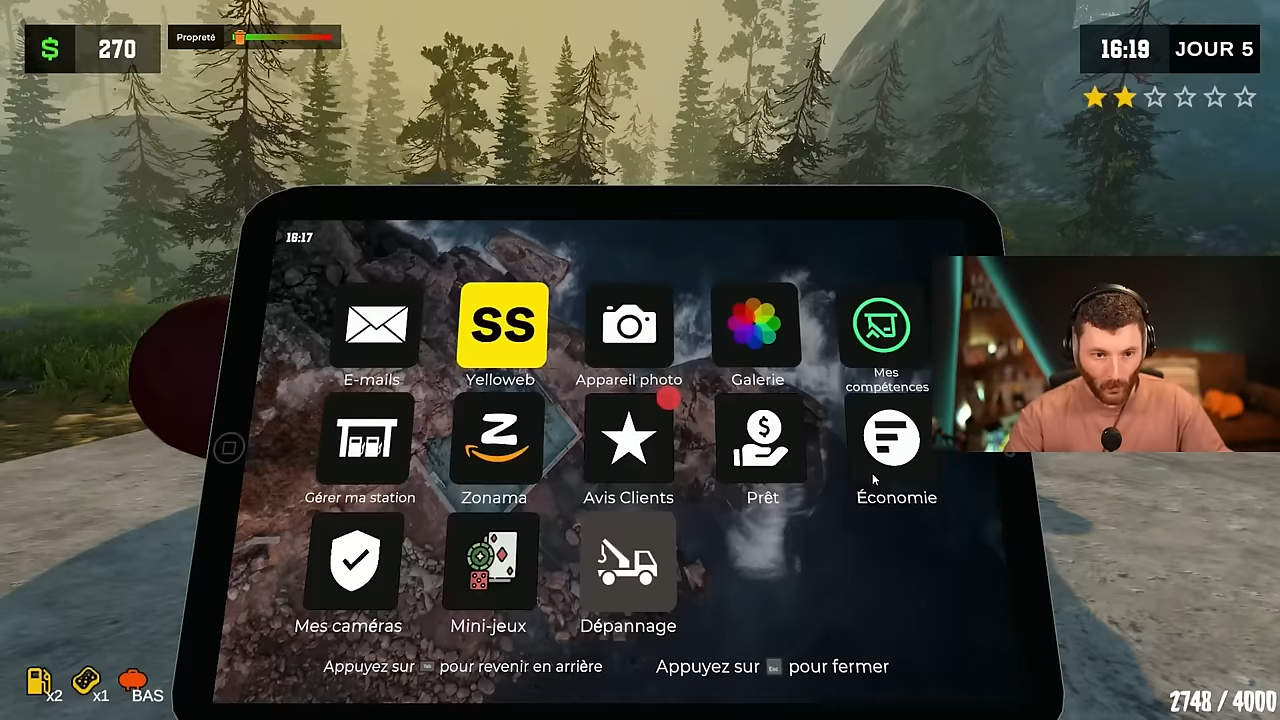 $ 270
Propreté
16:19 JOUR 5
16:17
SS
E-mails
Yelloweb
Appareil photo
Galerie
Mes
compétences
Z
$
Gérer ma station
Zonama
Avis Clients
Prêt
Économie
Mes caméras
Mini-jeux
Dépannage
Appuyez sur Tab pour revenir en arrière
Appuyez sur Esc pour fermer
x2
x1
BAS
2748 / 4000